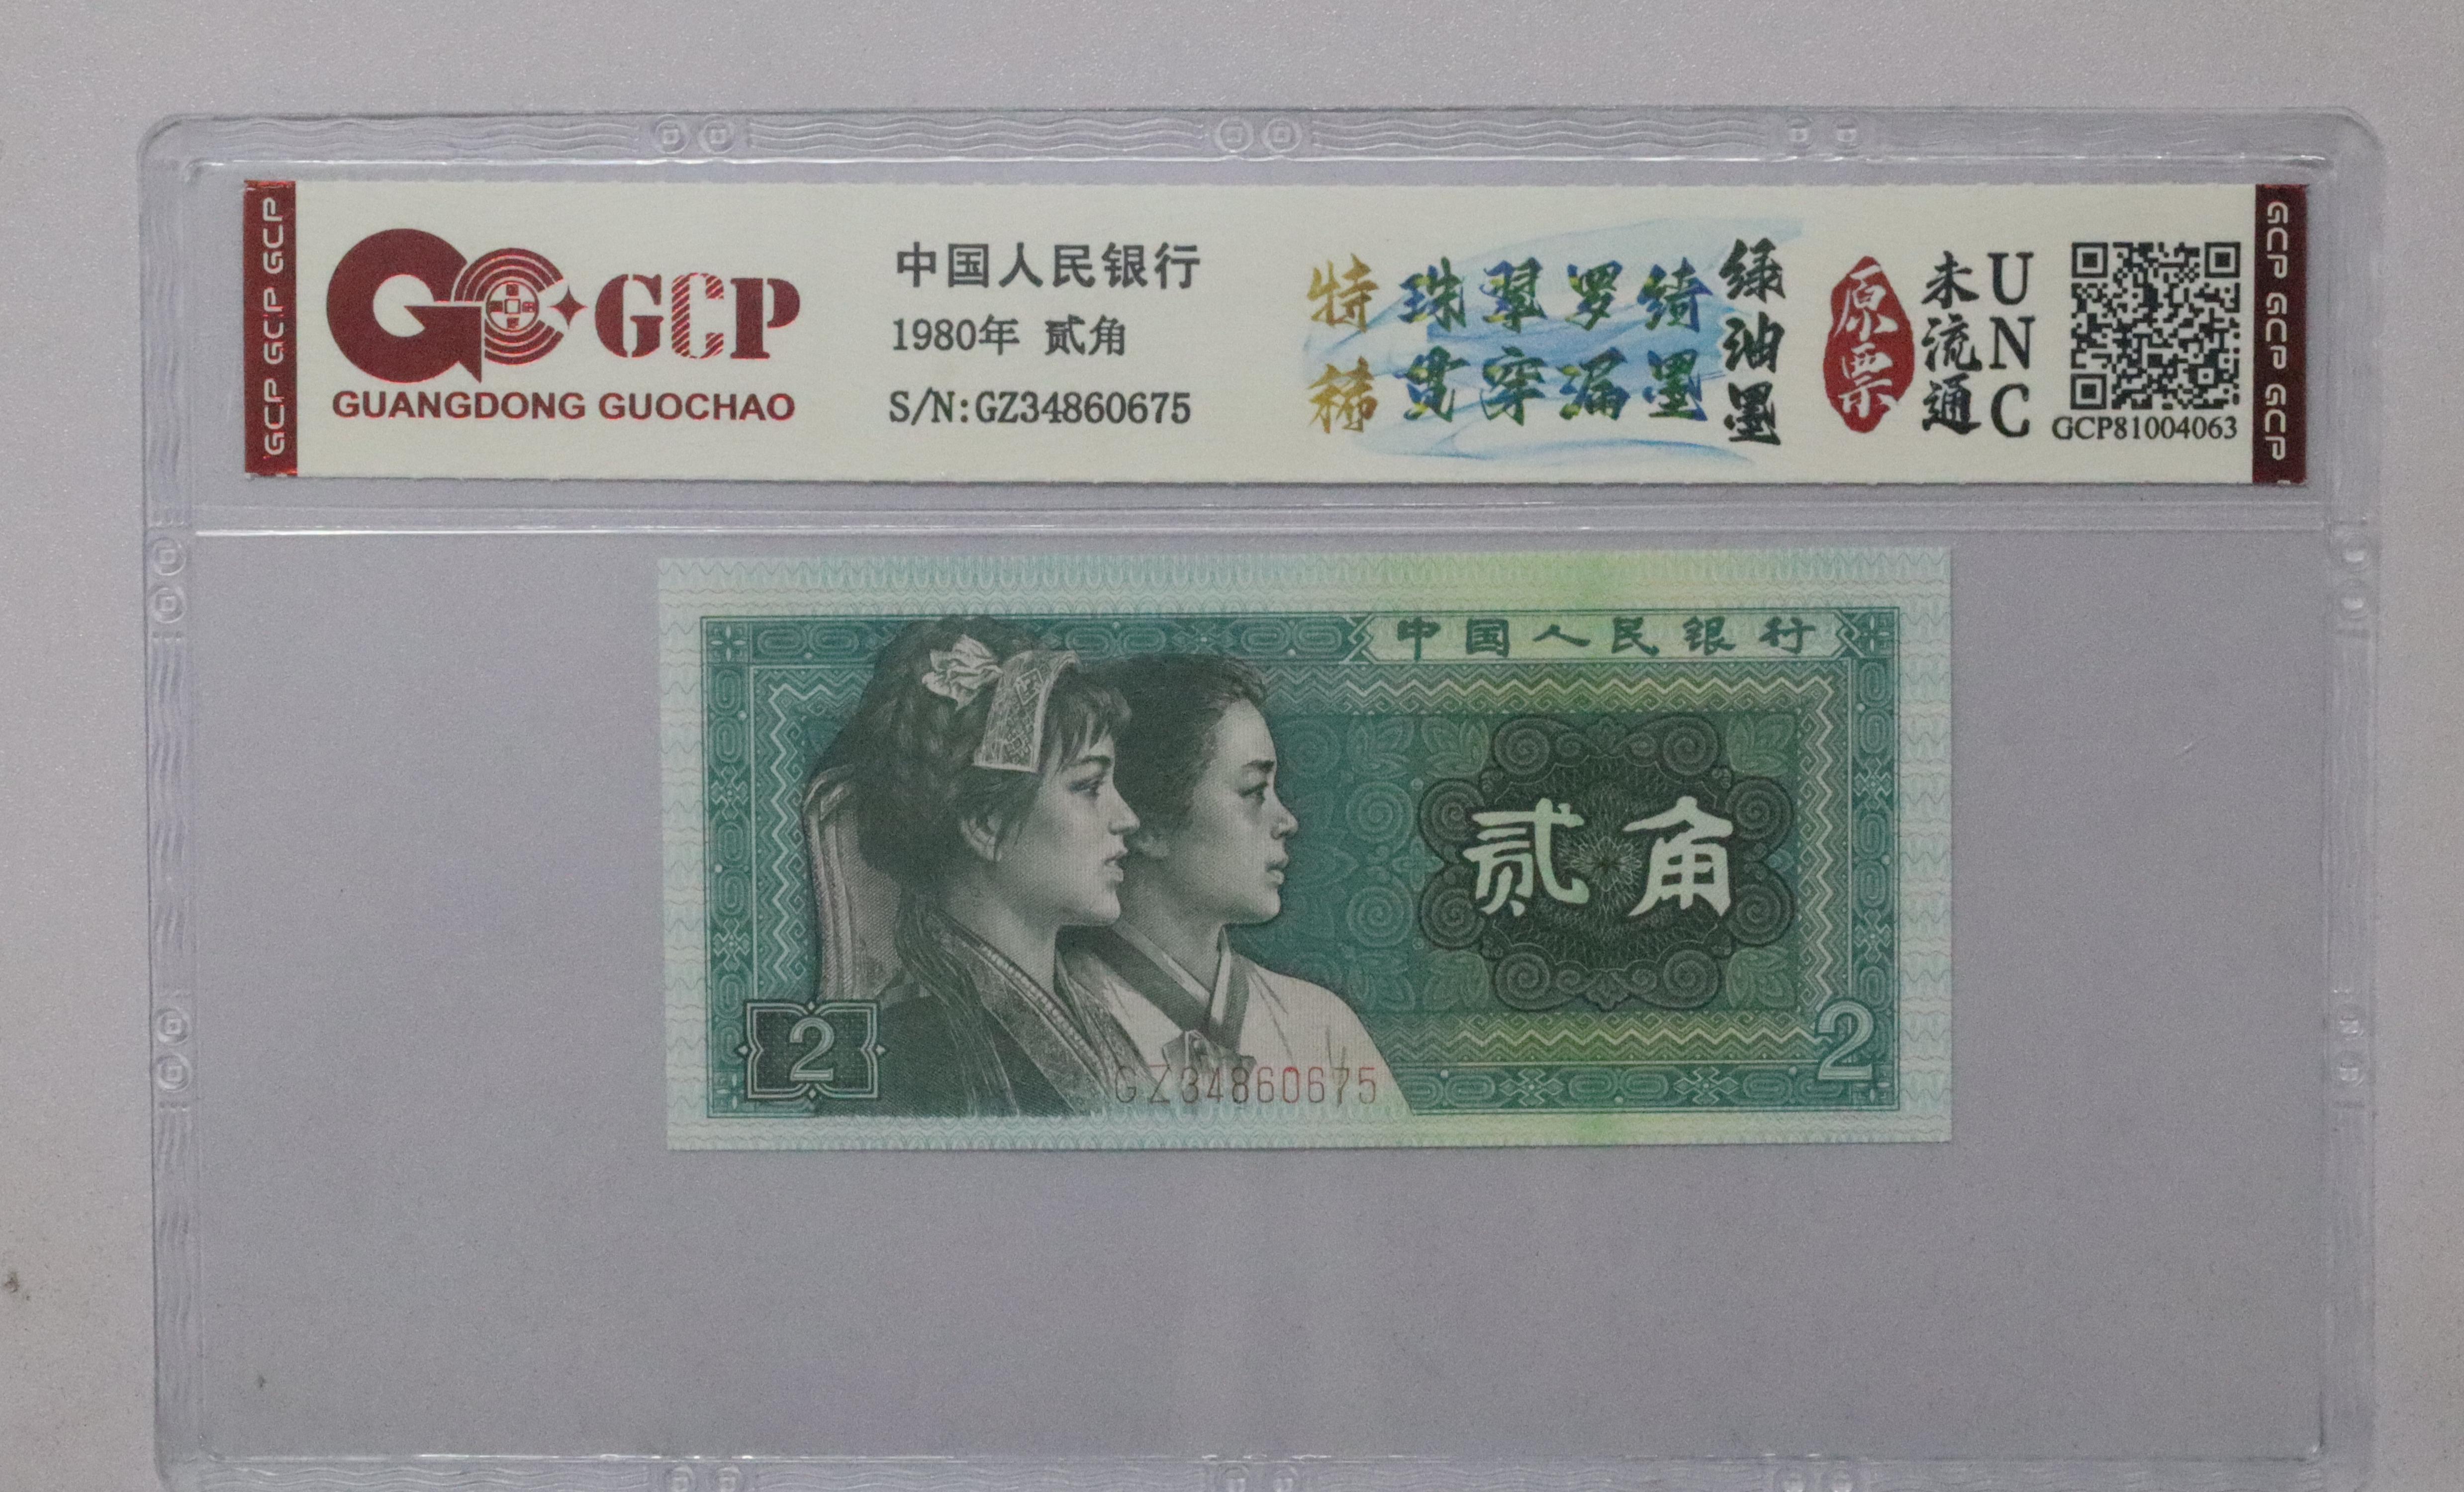 GCP GCP GCP
GCP
GUANGDONG GUOCHAO
中国人民银行
1980年 贰角
S/N:GZ34860675
特稀
珠翠罗绮
贯穿漏墨
绿油墨
原票
未流通
UNC
GCP81004063
GCP GCP GCP
中国人民银行
贰角
2
2
GZ34860675